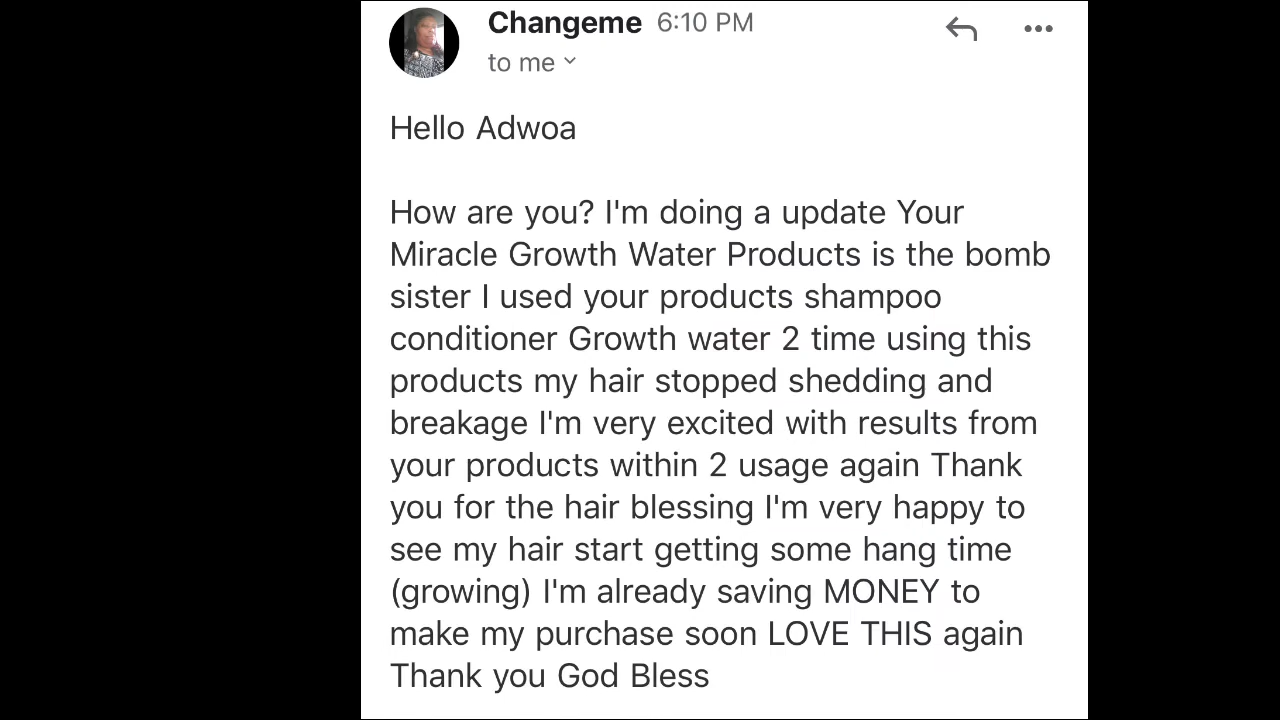 Changeme 6:10 PM
to me
Hello Adwoa
How are you? I'm doing a update Your
Miracle Growth Water Products is the bomb
sister I used your products shampoo
conditioner Growth water 2 time using this
products my hair stopped shedding and
breakage I'm very excited with results from
your products within 2 usage again Thank
you for the hair blessing I'm very happy to
see my hair start getting some hang time
(growing) I'm already saving MONEY to
make my purchase soon LOVE THIS again
Thank you God Bless